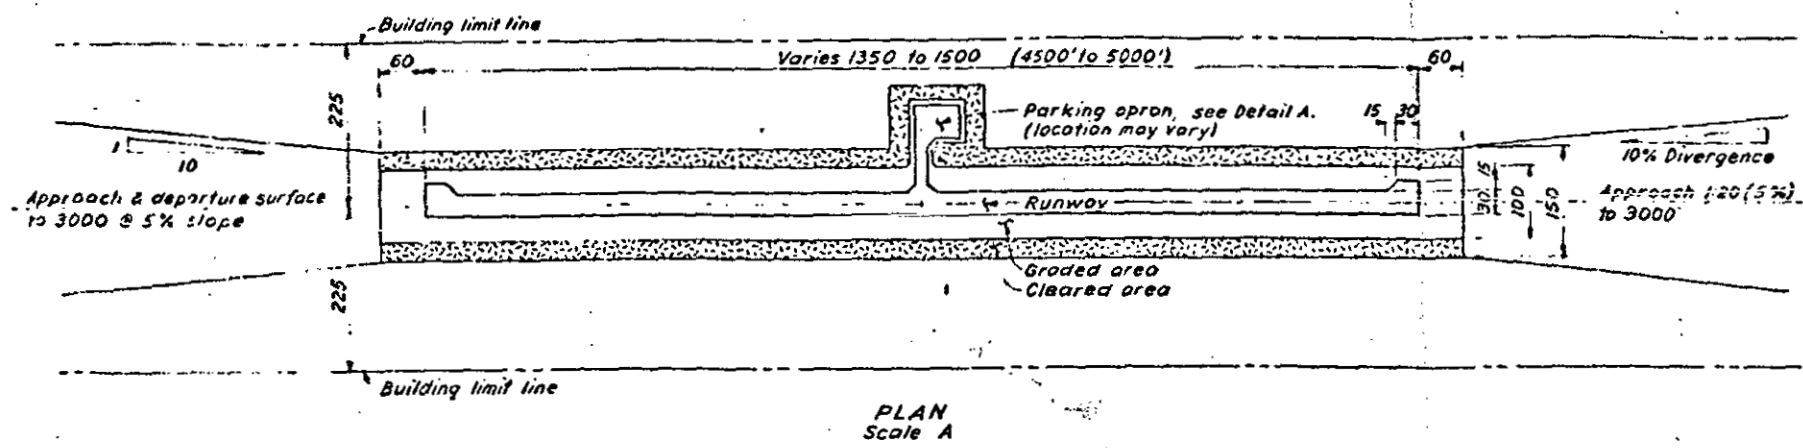 Building limit line
60
Varies 1350 to 1500 (4500' to 5000')
60
225
Parking apron, see Detail A.
(location may vary)
15 30
1
10
10% Divergence
Approach & departure surface
to 3000 @ 5% slope
Runway
30 15
100
150
Approach 1:20 (5%)
to 3000
Graded area
Cleared area
225
Building limit line
PLAN
Scale A